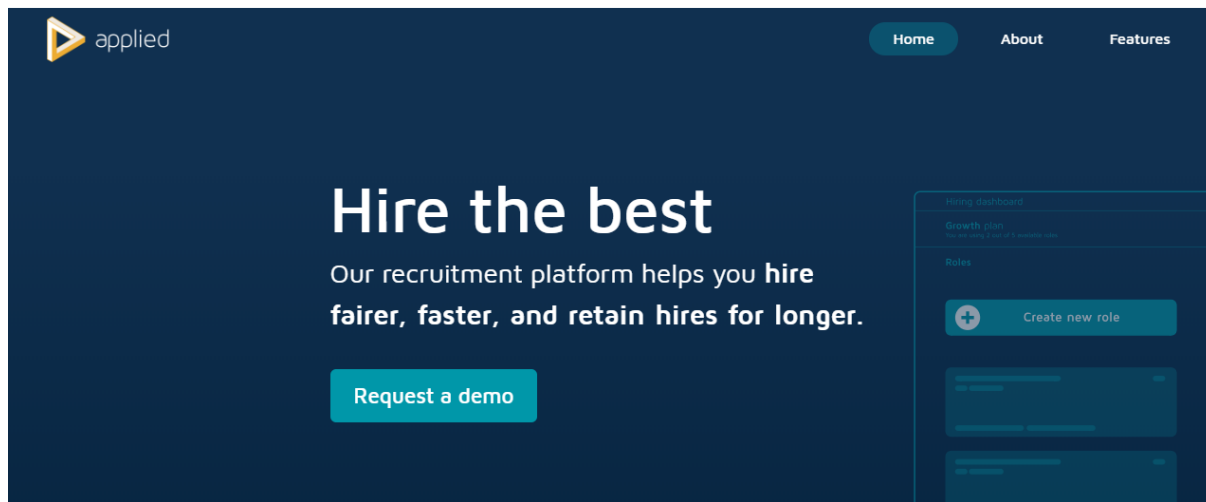 applied
Home About Features
Hire the best
Our recruitment platform helps you hire
fairer, faster, and retain hires for longer.
Request a demo
Hiring dashboard
Growth plan
Roles
Create new role